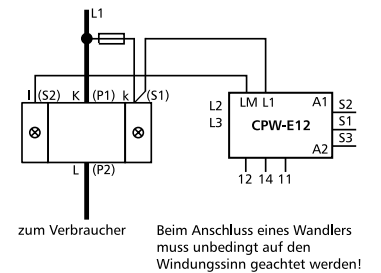 L1
l (S2) K (P1) k (S1)
LM L1 A1
L2
L3
CPW-E12
S2
S1
S3
A2
L (P2)
12 14 11
zum Verbraucher
Beim Anschluss eines Wandlers
muss unbedingt auf den
Windungssinn geachtet werden!